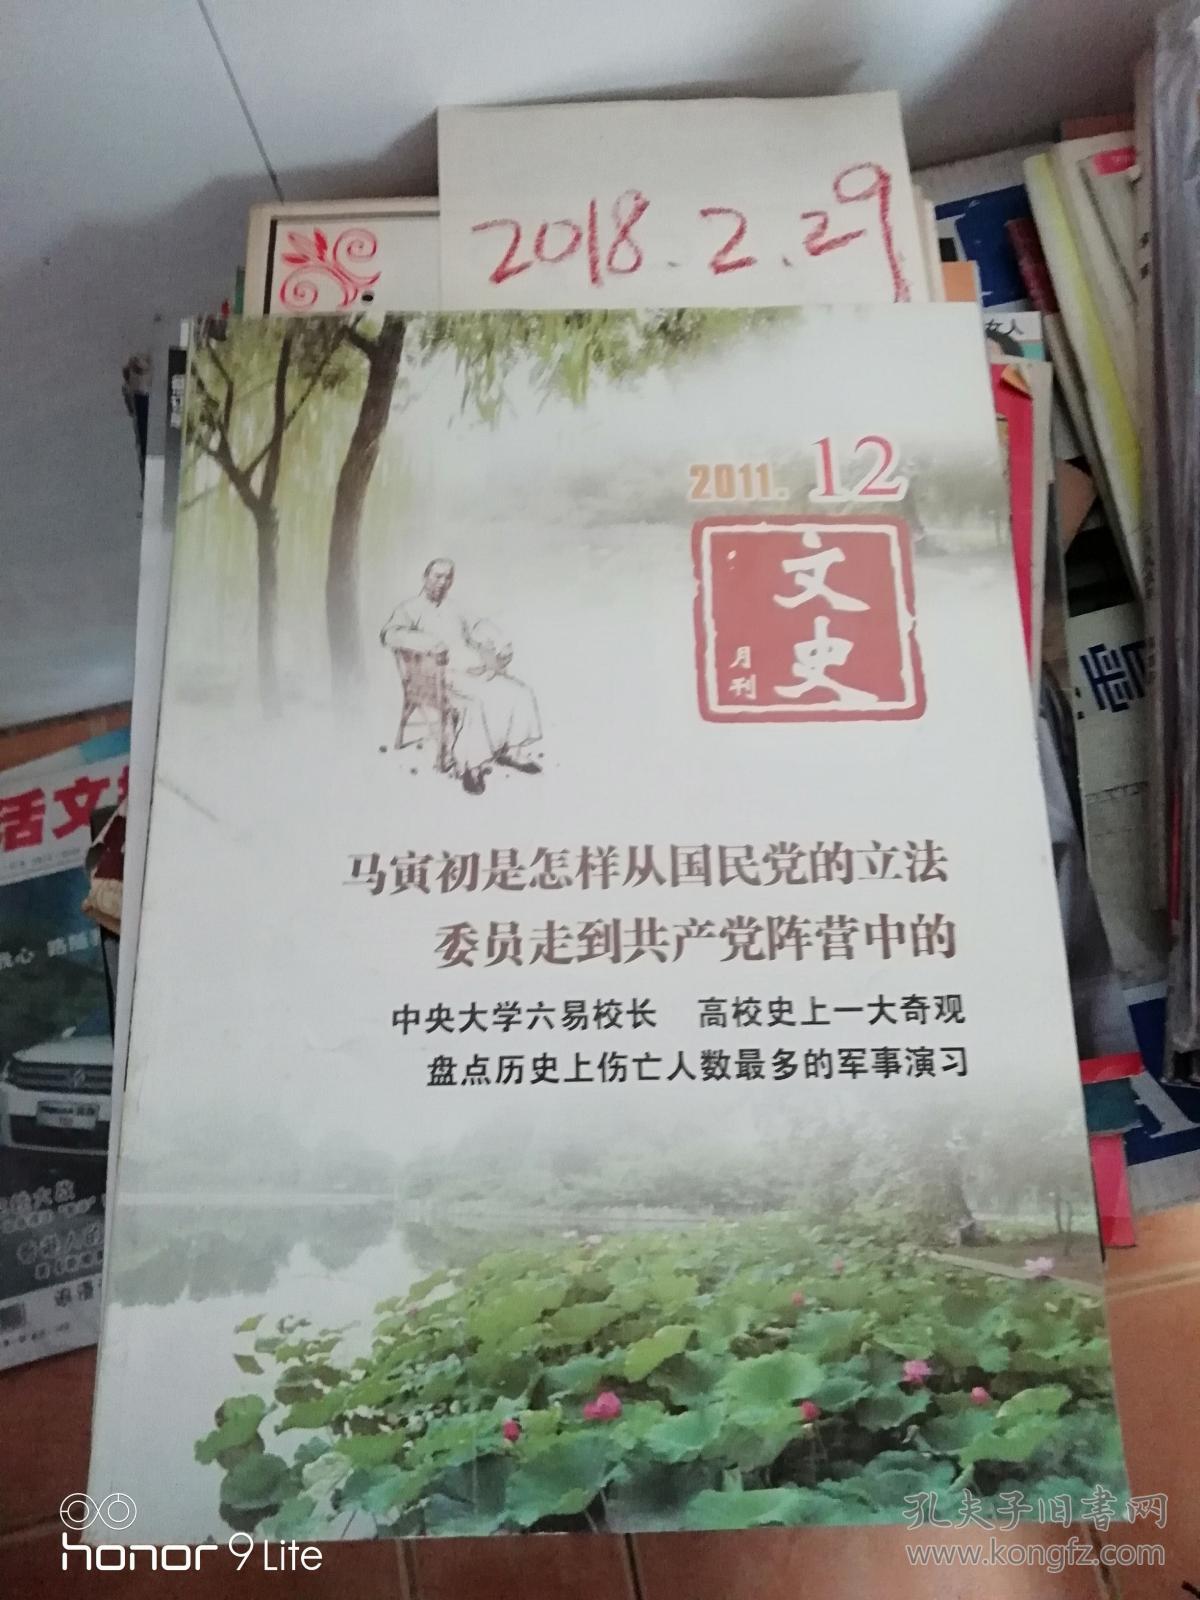 2018.2.29
女人
2011.12
文史
月刊
活文
马寅初是怎样从国民党的立法
委员走到共产党阵营中的
中央大学六易校长 高校史上一大奇观
盘点历史上伤亡人数最多的军事演习
honor 9 Lite
孔夫子旧书网
www.kongfz.com